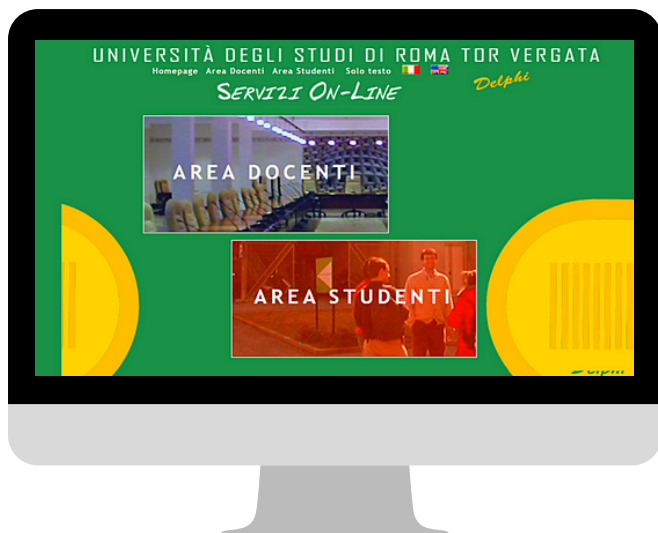 UNIVERSITÀ DEGLI STUDI DI ROMA TOR VERGATA
Homepage Area Docenti Area Studenti Solo testo
Delphi
SERVIZI ON-LINE
AREA DOCENTI
AREA STUDENTI